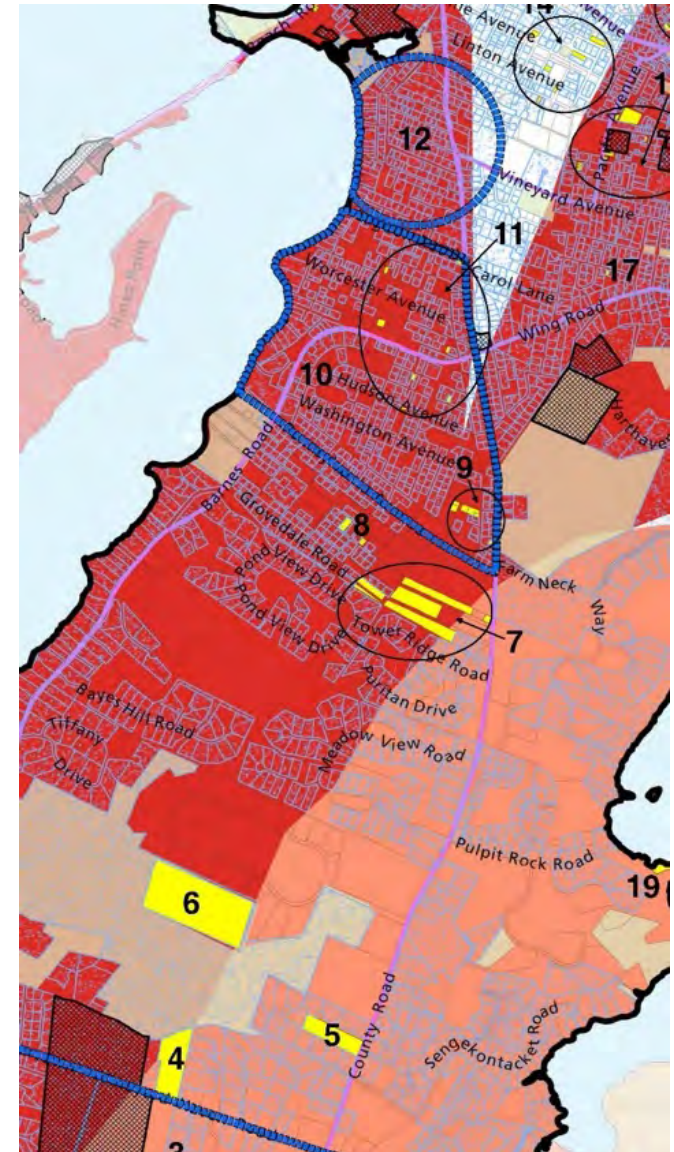 14
Avenue
Linton Avenue
Avenue
12
Vineyard Avenue
11
Carol Lane
Worcester Avenue
17
Wing Road
10
Hudson Avenue
Washington Avenue
9
Barnes Road
8
Grovedale Road
Pond View Drive
Farm Neck
Way
Pond View Drive
7
Tower Ridge Road
Puritan Drive
Bayes Hill Road
Tiffany
Drive
Meadow View Road
Pulpit Rock Road
6
19
5
County Road
Sengekontacket Road
4